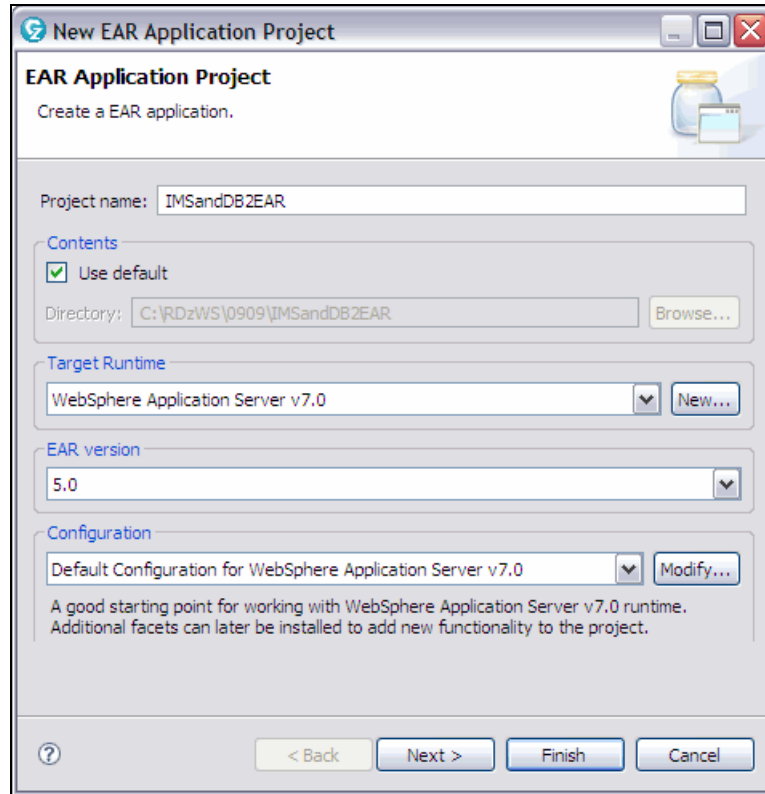 New EAR Application Project
EAR Application Project
Create a EAR application.
Project name: IMSandDB2EAR
Contents
Use default
Directory: C:\RDzWS\0909\IMSandDB2EAR Browse...
Target Runtime
WebSphere Application Server v7.0 New...
EAR version
5.0
Configuration
Default Configuration for WebSphere Application Server v7.0 Modify...
A good starting point for working with WebSphere Application Server v7.0 runtime.
Additional facets can later be installed to add new functionality to the project.
? < Back Next > Finish Cancel